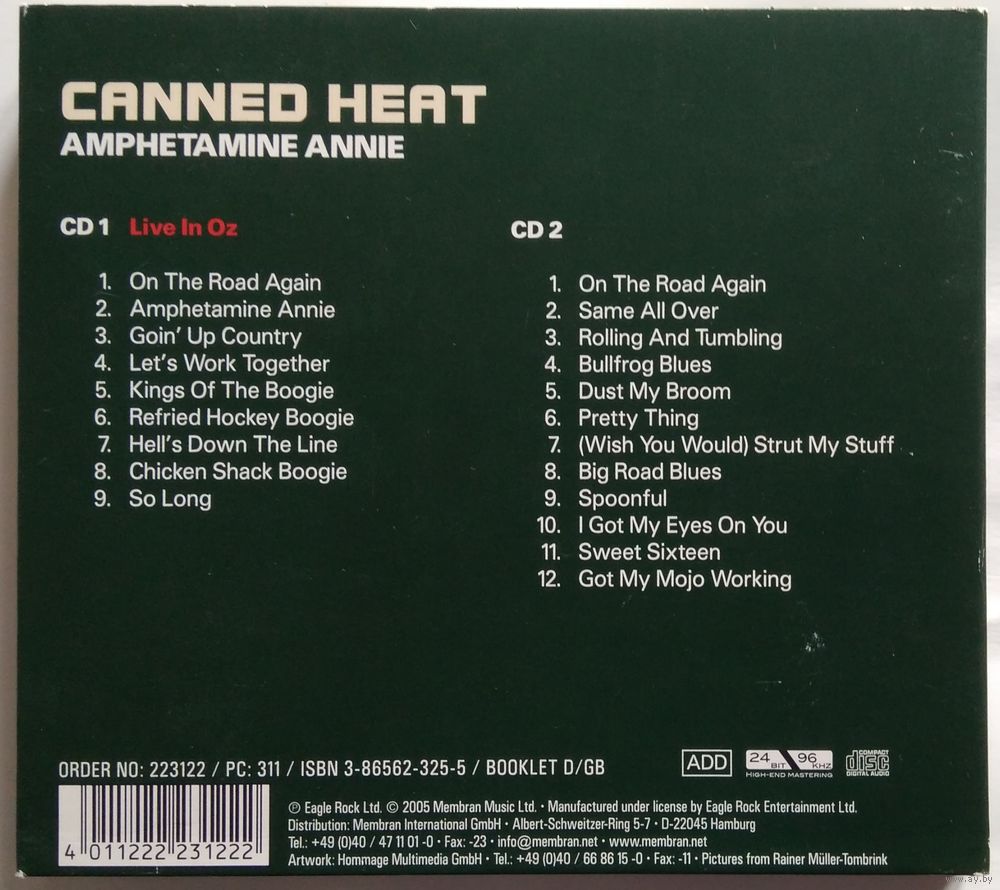 CANNED HEAT
AMPHETAMINE ANNIE
CD 1 Live In Oz
1. On The Road Again
2. Amphetamine Annie
3. Goin' Up Country
4. Let's Work Together
5. Kings Of The Boogie
6. Refried Hockey Boogie
7. Hell's Down The Line
8. Chicken Shack Boogie
9. So Long
CD 2
1. On The Road Again
2. Same All Over
3. Rolling And Tumbling
4. Bullfrog Blues
5. Dust My Broom
6. Pretty Thing
7. (Wish You Would) Strut My Stuff
8. Big Road Blues
9. Spoonful
10. I Got My Eyes On You
11. Sweet Sixteen
12. Got My Mojo Working
ORDER NO: 223122 / PC: 311 / ISBN 3-86562-325-5 / BOOKLET D/GB
ADD
24 BIT 96 KHZ
HIGH-END MASTERING
COMPACT
disc
DIGITAL AUDIO
4 011222 231222
℗ Eagle Rock Ltd. © 2005 Membran Music Ltd. · Manufactured under license by Eagle Rock Entertainment Ltd.
Distribution: Membran International GmbH · Albert-Schweitzer-Ring 5-7 · D-22045 Hamburg
Tel.: +49 (0)40 / 47 11 01 -0 · Fax: -23 · info@membran.net · www.membran.net
Artwork: Hommage Multimedia GmbH · Tel.: +49 (0)40 / 66 86 15 -0 · Fax: -11 · Pictures from Rainer Müller-Tombrink
www.ay.by